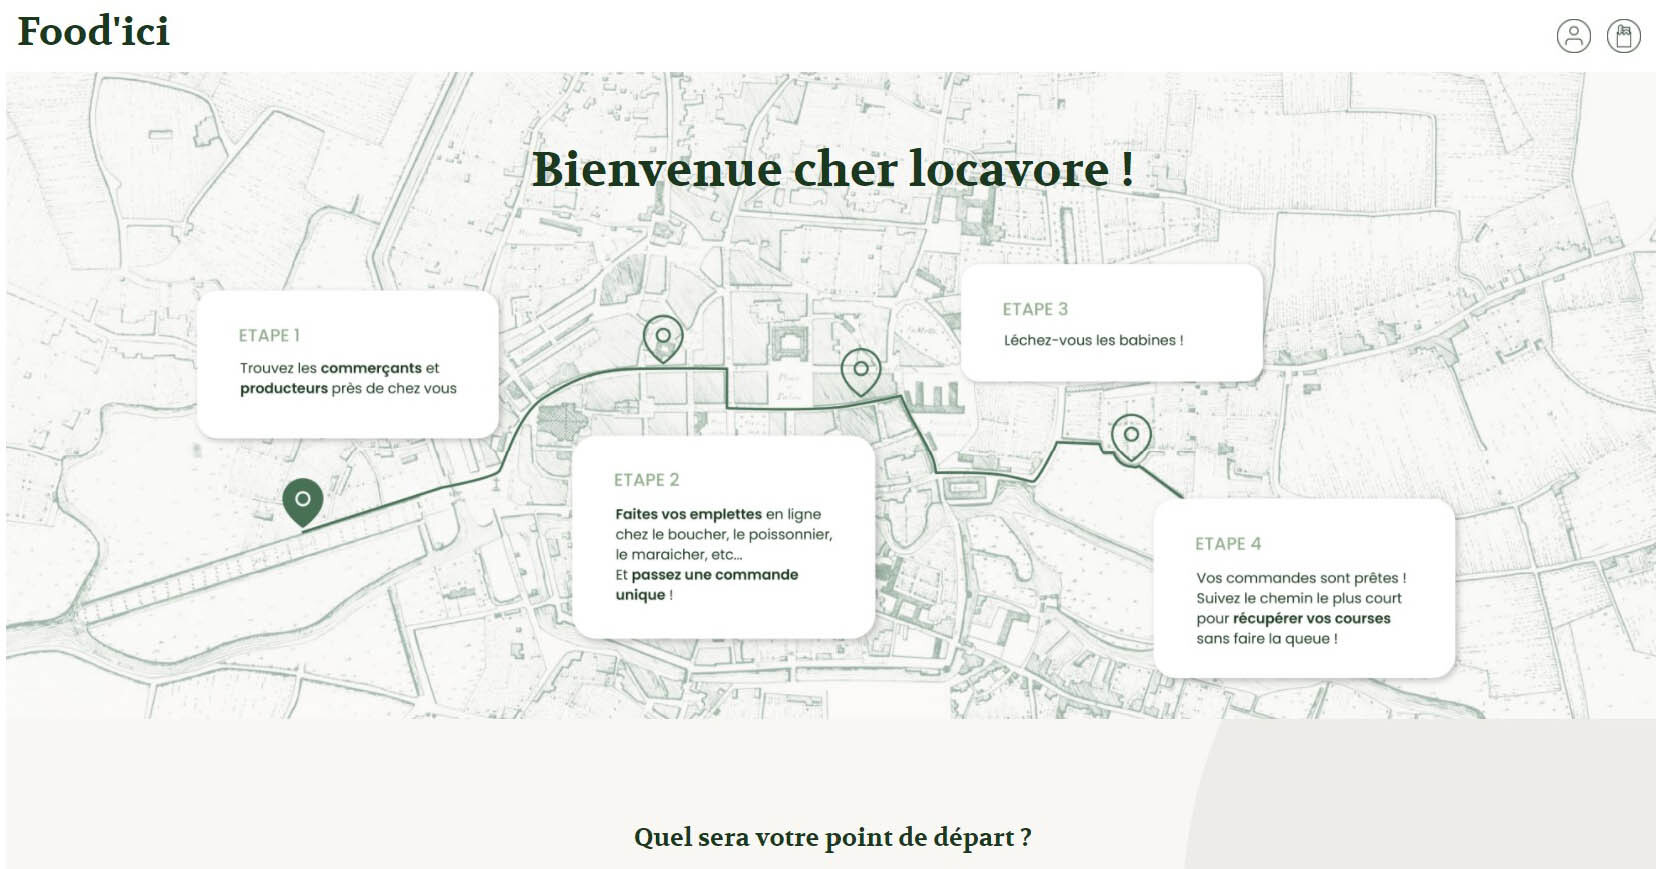 Food'ici
Bienvenue cher locavore !
ETAPE 1
Trouvez les commerçants et
producteurs près de chez vous
ETAPE 2
Faites vos emplettes en ligne
chez le boucher, le poissonnier,
le maraicher, etc...
Et passez une commande
unique !
ETAPE 3
Léchez-vous les babines !
ETAPE 4
Vos commandes sont prêtes !
Suivez le chemin le plus court
pour récupérer vos courses
sans faire la queue !
Quel sera votre point de départ ?